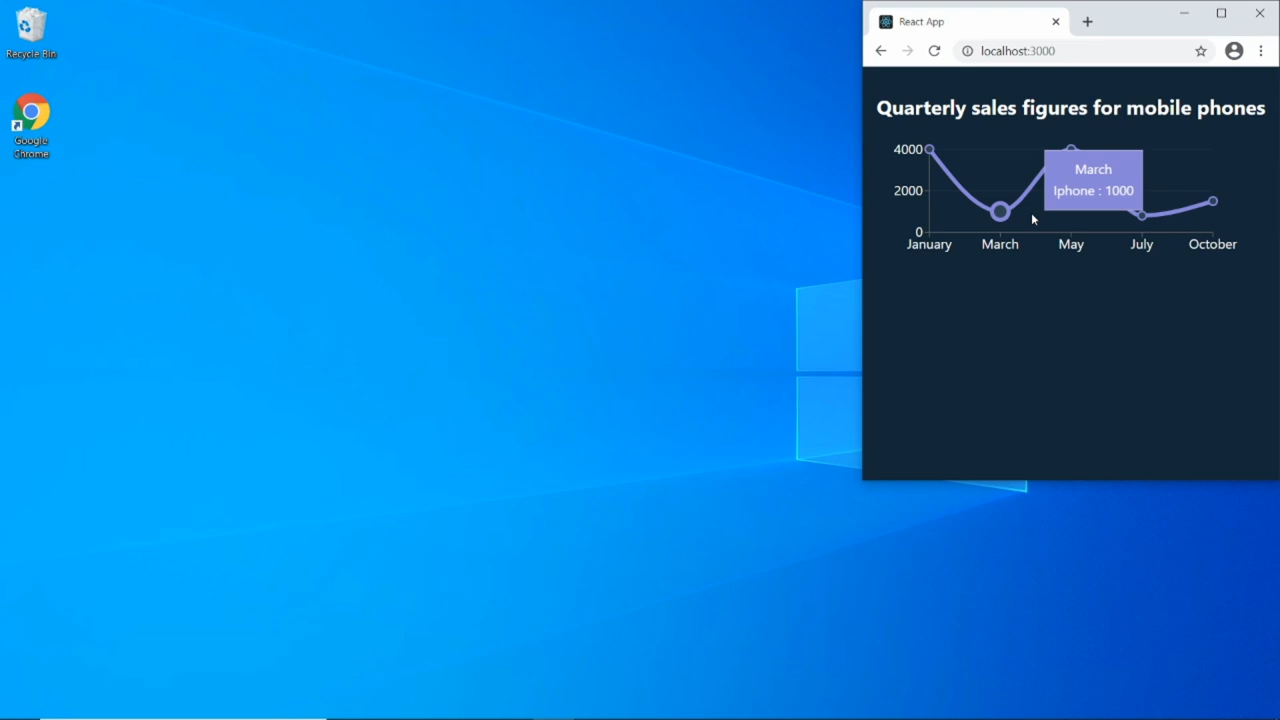 Recycle Bin
Google
Chrome
React App
localhost:3000
Quarterly sales figures for mobile phones
4000
2000
0
March
Iphone : 1000
January March May July October